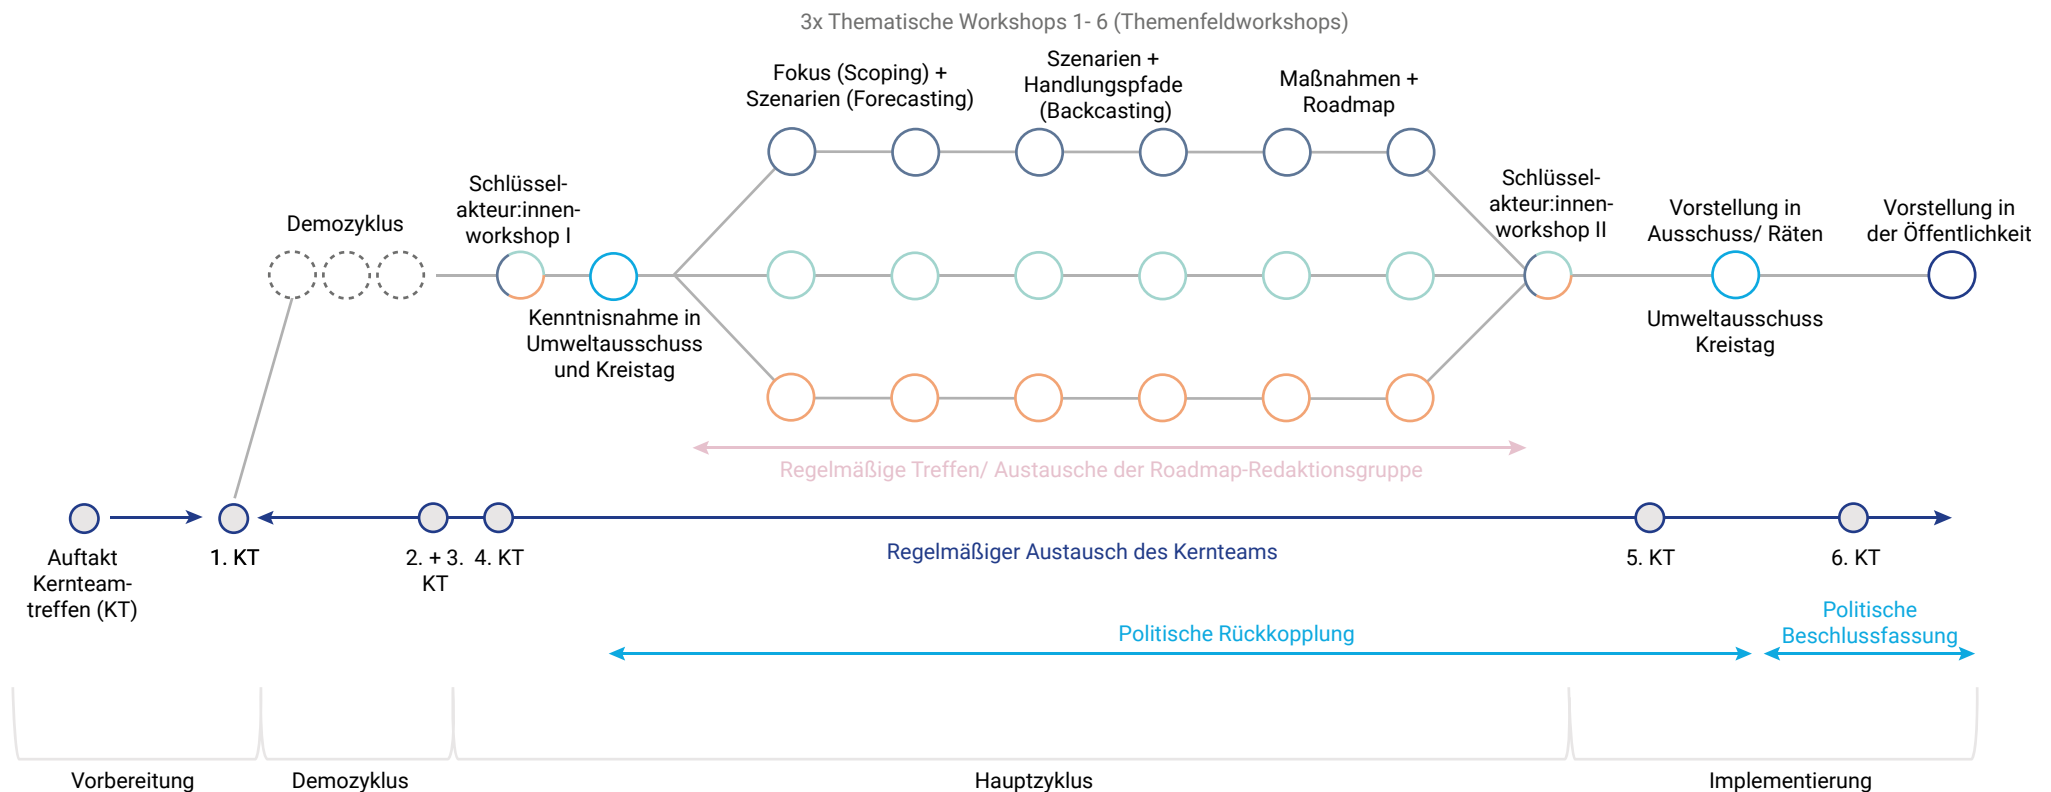 3x Thematische Workshops 1- 6 (Themenfeldworkshops)
Fokus (Scoping) +
Szenarien (Forecasting)
Szenarien +
Handlungspfade
(Backcasting)
Maßnahmen +
Roadmap
Demozyklus
Schlüssel-
akteur:innen-
workshop I
Kenntnisnahme in
Umweltausschuss
und Kreistag
Schlüssel-
akteur:innen-
workshop II
Vorstellung in
Ausschuss/ Räten
Umweltausschuss
Kreistag
Vorstellung in
der Öffentlichkeit
Regelmäßige Treffen/ Austausche der Roadmap-Redaktionsgruppe
Auftakt
Kernteam-
treffen (KT)
1. KT
2. + 3.
KT
4. KT
Regelmäßiger Austausch des Kernteams
5. KT
6. KT
Politische Rückkopplung
Politische
Beschlussfassung
Vorbereitung
Demozyklus
Hauptzyklus
Implementierung